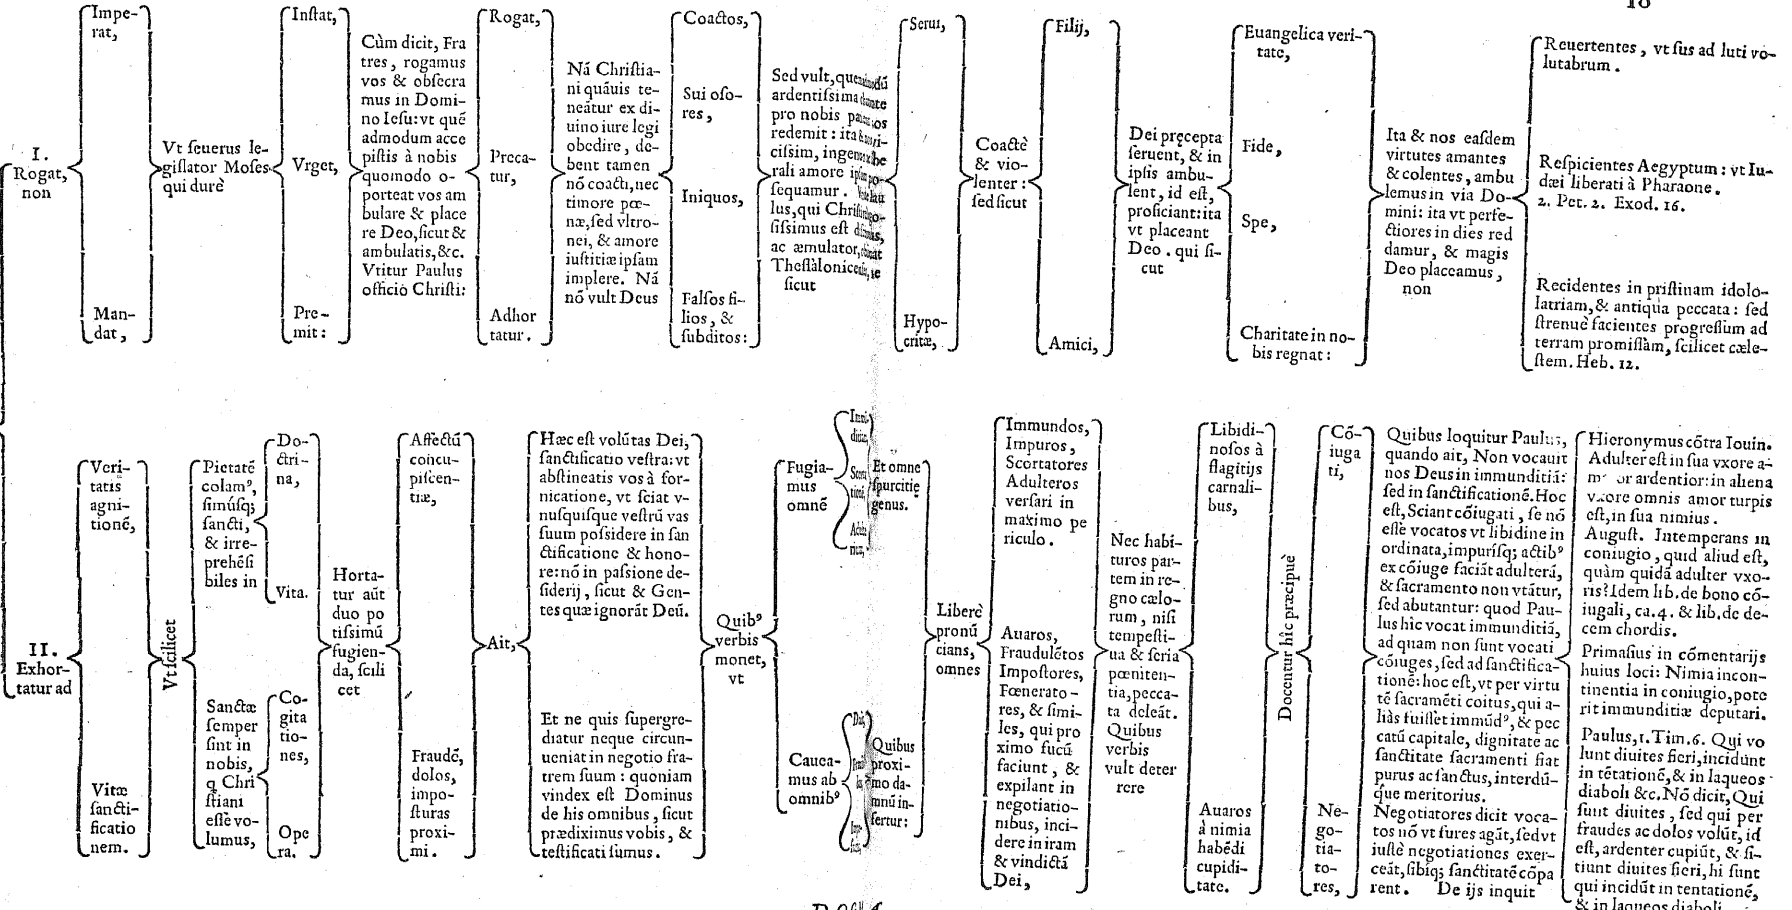 18
Impe-
rat,
I.
Rogat,
non
Man-
dat,
Vt seuerus le-
gislator Moses
qui durè
Instat,
Vrget,
Pre-
mit:
Cùm dicit, Fra
tres, rogamus
vos & obsecra
mus in Domi-
no Iesu: vt quē
admodum acce
pistis à nobis
quomodo o-
porteat vos am
bulare & place
re Deo, sicut &
ambulatis, &c.
Vtitur Paulus
officio Christi:
Rogat,
Preca-
tur,
Adhor
tatur.
Nā Christia-
ni quāuis te-
neātur ex di-
uino iure legi
obedire, de-
bent tamen
nō coacti, nec
timore pœ-
næ, sed vltro-
nei, & amore
iustitiæ ipsam
implere. Nā
nō vult Deus
Coactos,
Sui oso-
res,
Iniquos,
Falsos fi-
lios, &
subditos:
Sed vult,
ardentissima
pro nobis
redemit: ita
cissim,
rali amore
sequamur.
lus, qui
sissimus est
ac æmulator,
sicut
Serui,
Hypo-
critæ,
Coactè
& vio-
lenter:
sed sicut
Filij,
Amici,
Dei pręcepta
seruent, & in
ipsis ambu-
lent, id est,
proficiant: ita
vt placeant
Deo. qui si-
cut
Euangelica veri-
tate,
Fide,
Spe,
Charitate in no-
bis regnat:
Ita & nos easdem
virtutes amantes
& colentes, ambu
lemus in via Do-
mini: ita vt perfe-
ctiores in dies red
damur, & magis
Deo placeamus,
non
Reuertentes, vt sus ad luti vo-
lutabrum.
Respicientes Aegyptum: vt Iu-
dæi liberati à Pharaone.
2. Pet. 2. Exod. 16.
Recidentes in pristinam idolo-
latriam, & antiqua peccata: sed
strenuè facientes progressum ad
terram promissàm, scilicet cæle-
stem. Heb. 12.
II.
Exhor-
tatur ad
Veri-
tatis
agni-
tionē,
Vitæ
sancti-
ficatio
nem.
Vt scilicet
Pietatē
colamꝰ,
simúsq;
sancti,
& irre-
prehēsi
biles in
Do-
ctri-
na,
Vita.
Sanctæ
semper
sint in
nobis,
q Chri
stiani
esse vo-
lumus,
Co-
gita
tio-
nes,
Ope
ra.
Horta-
tur aūt
duo po
tissimū
fugien-
da, scili
cet
Affectū
concu-
piscen-
tiæ,
Fraudē,
dolos,
impo-
sturas
proxi-
mi.
Ait,
Hæc est volūtas Dei,
sanctificatio vestra: vt
abstineatis vos à for-
nicatione, vt sciat v-
nusquisque vestrū vas
suum possidere in san
ctificatione & hono-
re: nō in passione de-
siderij, sicut & Gen-
tes quæ ignorāt Deū.
Et ne quis supergre-
diatur neque circun-
ueniat in negotio fra-
trem suum: quoniam
vindex est Dominus
de his omnibus, sicut
prædiximus vobis, &
testificati sumus.
Quibꝰ
verbis
monet,
vt
Fugia-
mus
omnē
Et omne
spurcitię
genus.
Cauea-
mus ab
omnibꝰ
Quibus
proxi-
mo da-
mnū in-
fertur:
Liberè
pronū
cians,
omnes
Immundos,
Impuros,
Scortatores
Adulteros
versari in
maximo pe
riculo.
Auaros,
Fraudulētos
Impostores,
Fœnerato-
res, & simi-
les, qui pro
ximo fucū
faciunt, &
expilant in
negotiatio-
nibus, inci-
dere in iram
& vindictā
Dei,
Nec habi-
turos par-
tem in re-
gno cælo-
rum, nisi
tempesti-
ua & seria
pœniten-
tia, pecca-
ta deleāt.
Quibus
verbis
vult deter
rere
Libidi-
nosos à
flagitijs
carnali-
bus,
Auaros
à nimia
habēdi
cupidi-
tate.
Docentur hîc præcipuè
Cō-
iuga
ti,
Ne-
go-
tia-
to-
res,
Quibus loquitur Paulus,
quando ait, Non vocauit
nos Deus in immunditiā:
sed in sanctificationē. Hoc
est, Sciant cōiugati, se nō
esse vocatos vt libidine in
ordinata, impurísq; actibꝰ
ex cōiuge faciāt adulterā,
& sacramento non vtātur,
sed abutantur: quod Pau-
lus hic vocat immunditiā,
ad quam non sunt vocati
cōiuges, sed ad sanctifica-
tionē: hoc est, vt per virtu
tē sacramēti coitus, qui a-
liàs fuisset immūdꝰ, & pec
catū capitale, dignitate ac
sanctitate sacramenti fiat
purus ac sanctus, interdū-
que meritorius.
Negotiatores dicit voca-
tos nō vt fures agāt, sed vt
iustè negotiationes exer-
ceāt, sibiq; sanctitatē cōpa
rent. De ijs inquit
Hieronymus cōtra Iouin.
Adulter est in sua vxore a-
or ardentior: in aliena
vxore omnis amor turpis
est, in sua nimius.
August. Intemperans in
coniugio, quid aliud est,
quàm quidā adulter vxo-
ris? Idem lib. de bono cō-
iugali, ca. 4. & lib. de de-
cem chordis.
Primasius in cōmentarijs
huius loci: Nimia incon-
tinentia in coniugio, pote
rit immunditiæ deputari.
Paulus, 1. Tim. 6. Qui vo
lunt diuites fieri, incidunt
in tētationē, & in laqueos
diaboli &c. Nō dicit, Qui
sunt diuites, sed qui per
fraudes ac dolos volūt, id
est, ardenter cupiūt, & si-
tiunt diuites fieri, hi sunt
qui incidūt in tentationē,
& in laqueos diaboli